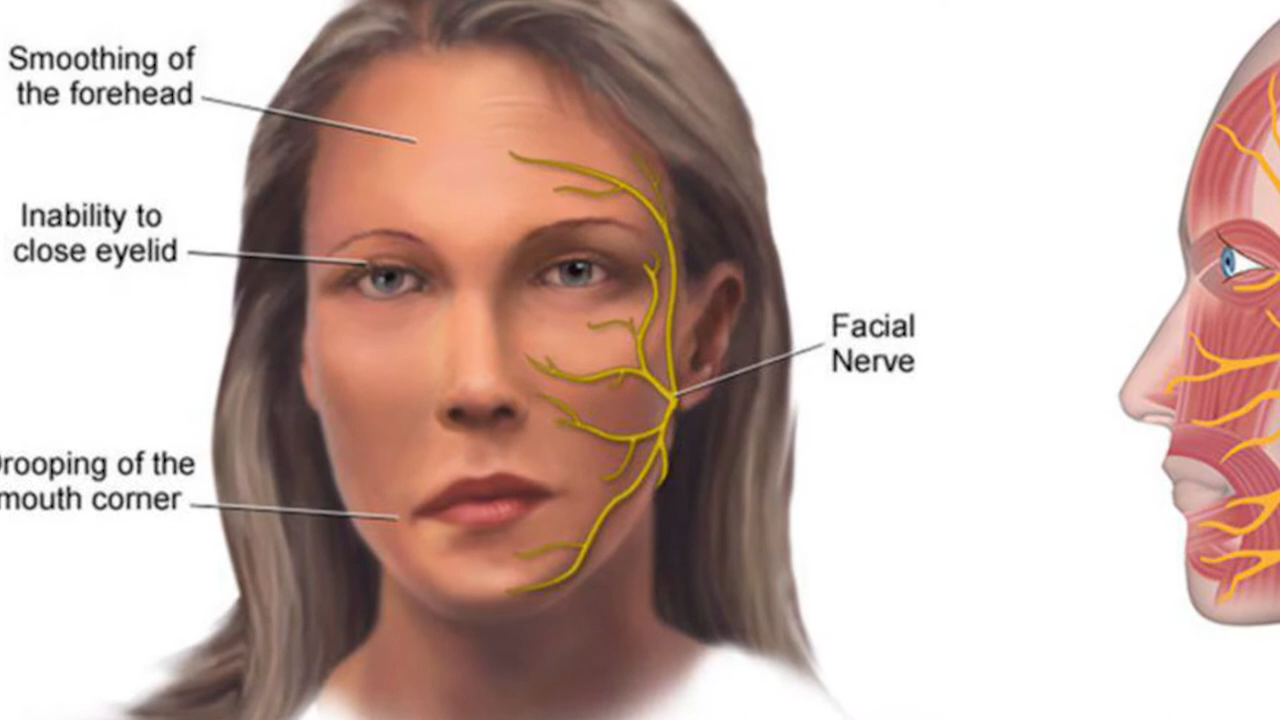 Smoothing of
the forehead
Inability to
close eyelid
Facial
Nerve
rooping of the
mouth corner